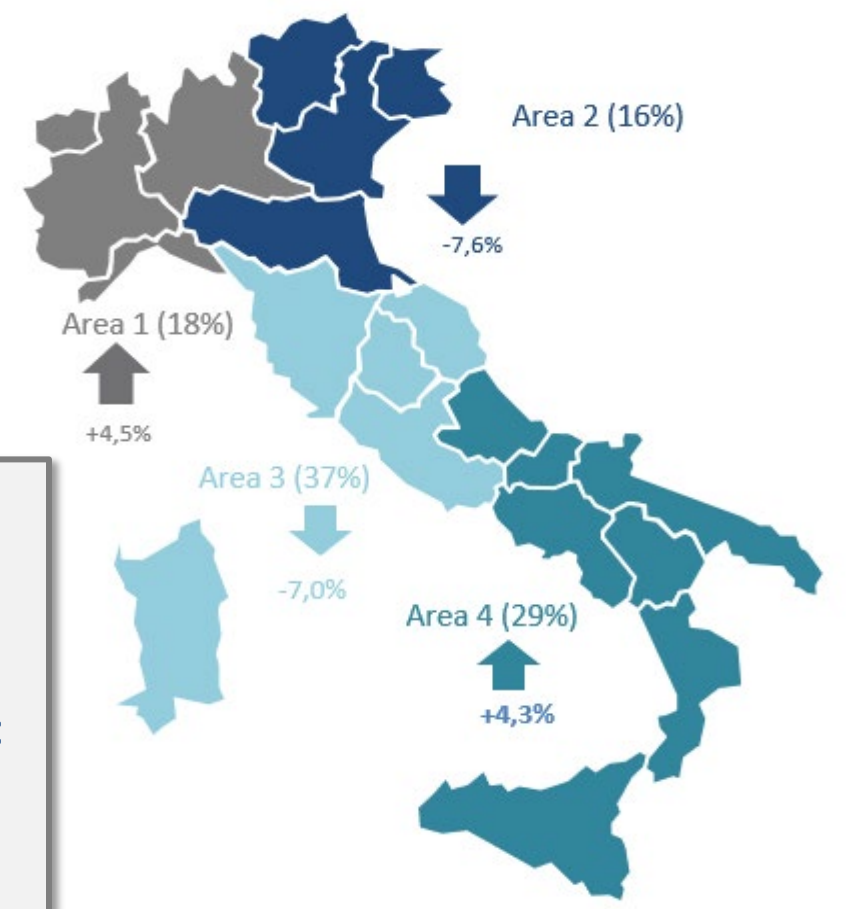 Area 2 (16%)
-7,6%
Area 1 (18%)
+4,5%
Area 3 (37%)
-7,0%
Area 4 (29%)
+4,3%